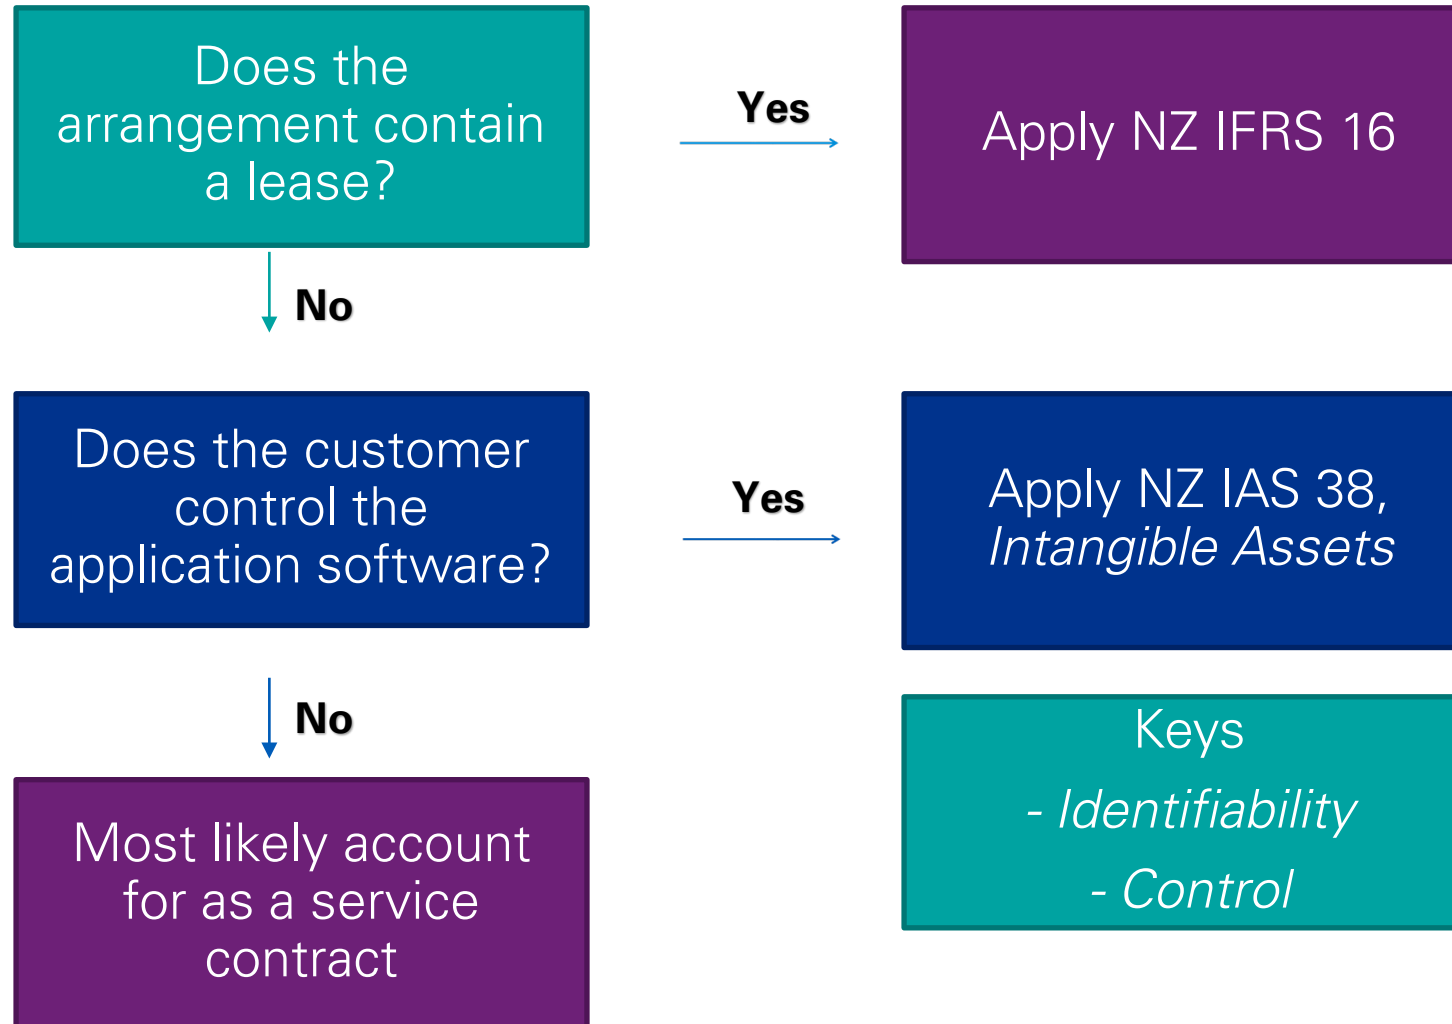 Does the
arrangement contain
a lease?
Yes
Apply NZ IFRS 16
No
Does the customer
control the
application software?
Yes
Apply NZ IAS 38,
Intangible Assets
No
Keys
- Identifiability
- Control
Most likely account
for as a service
contract